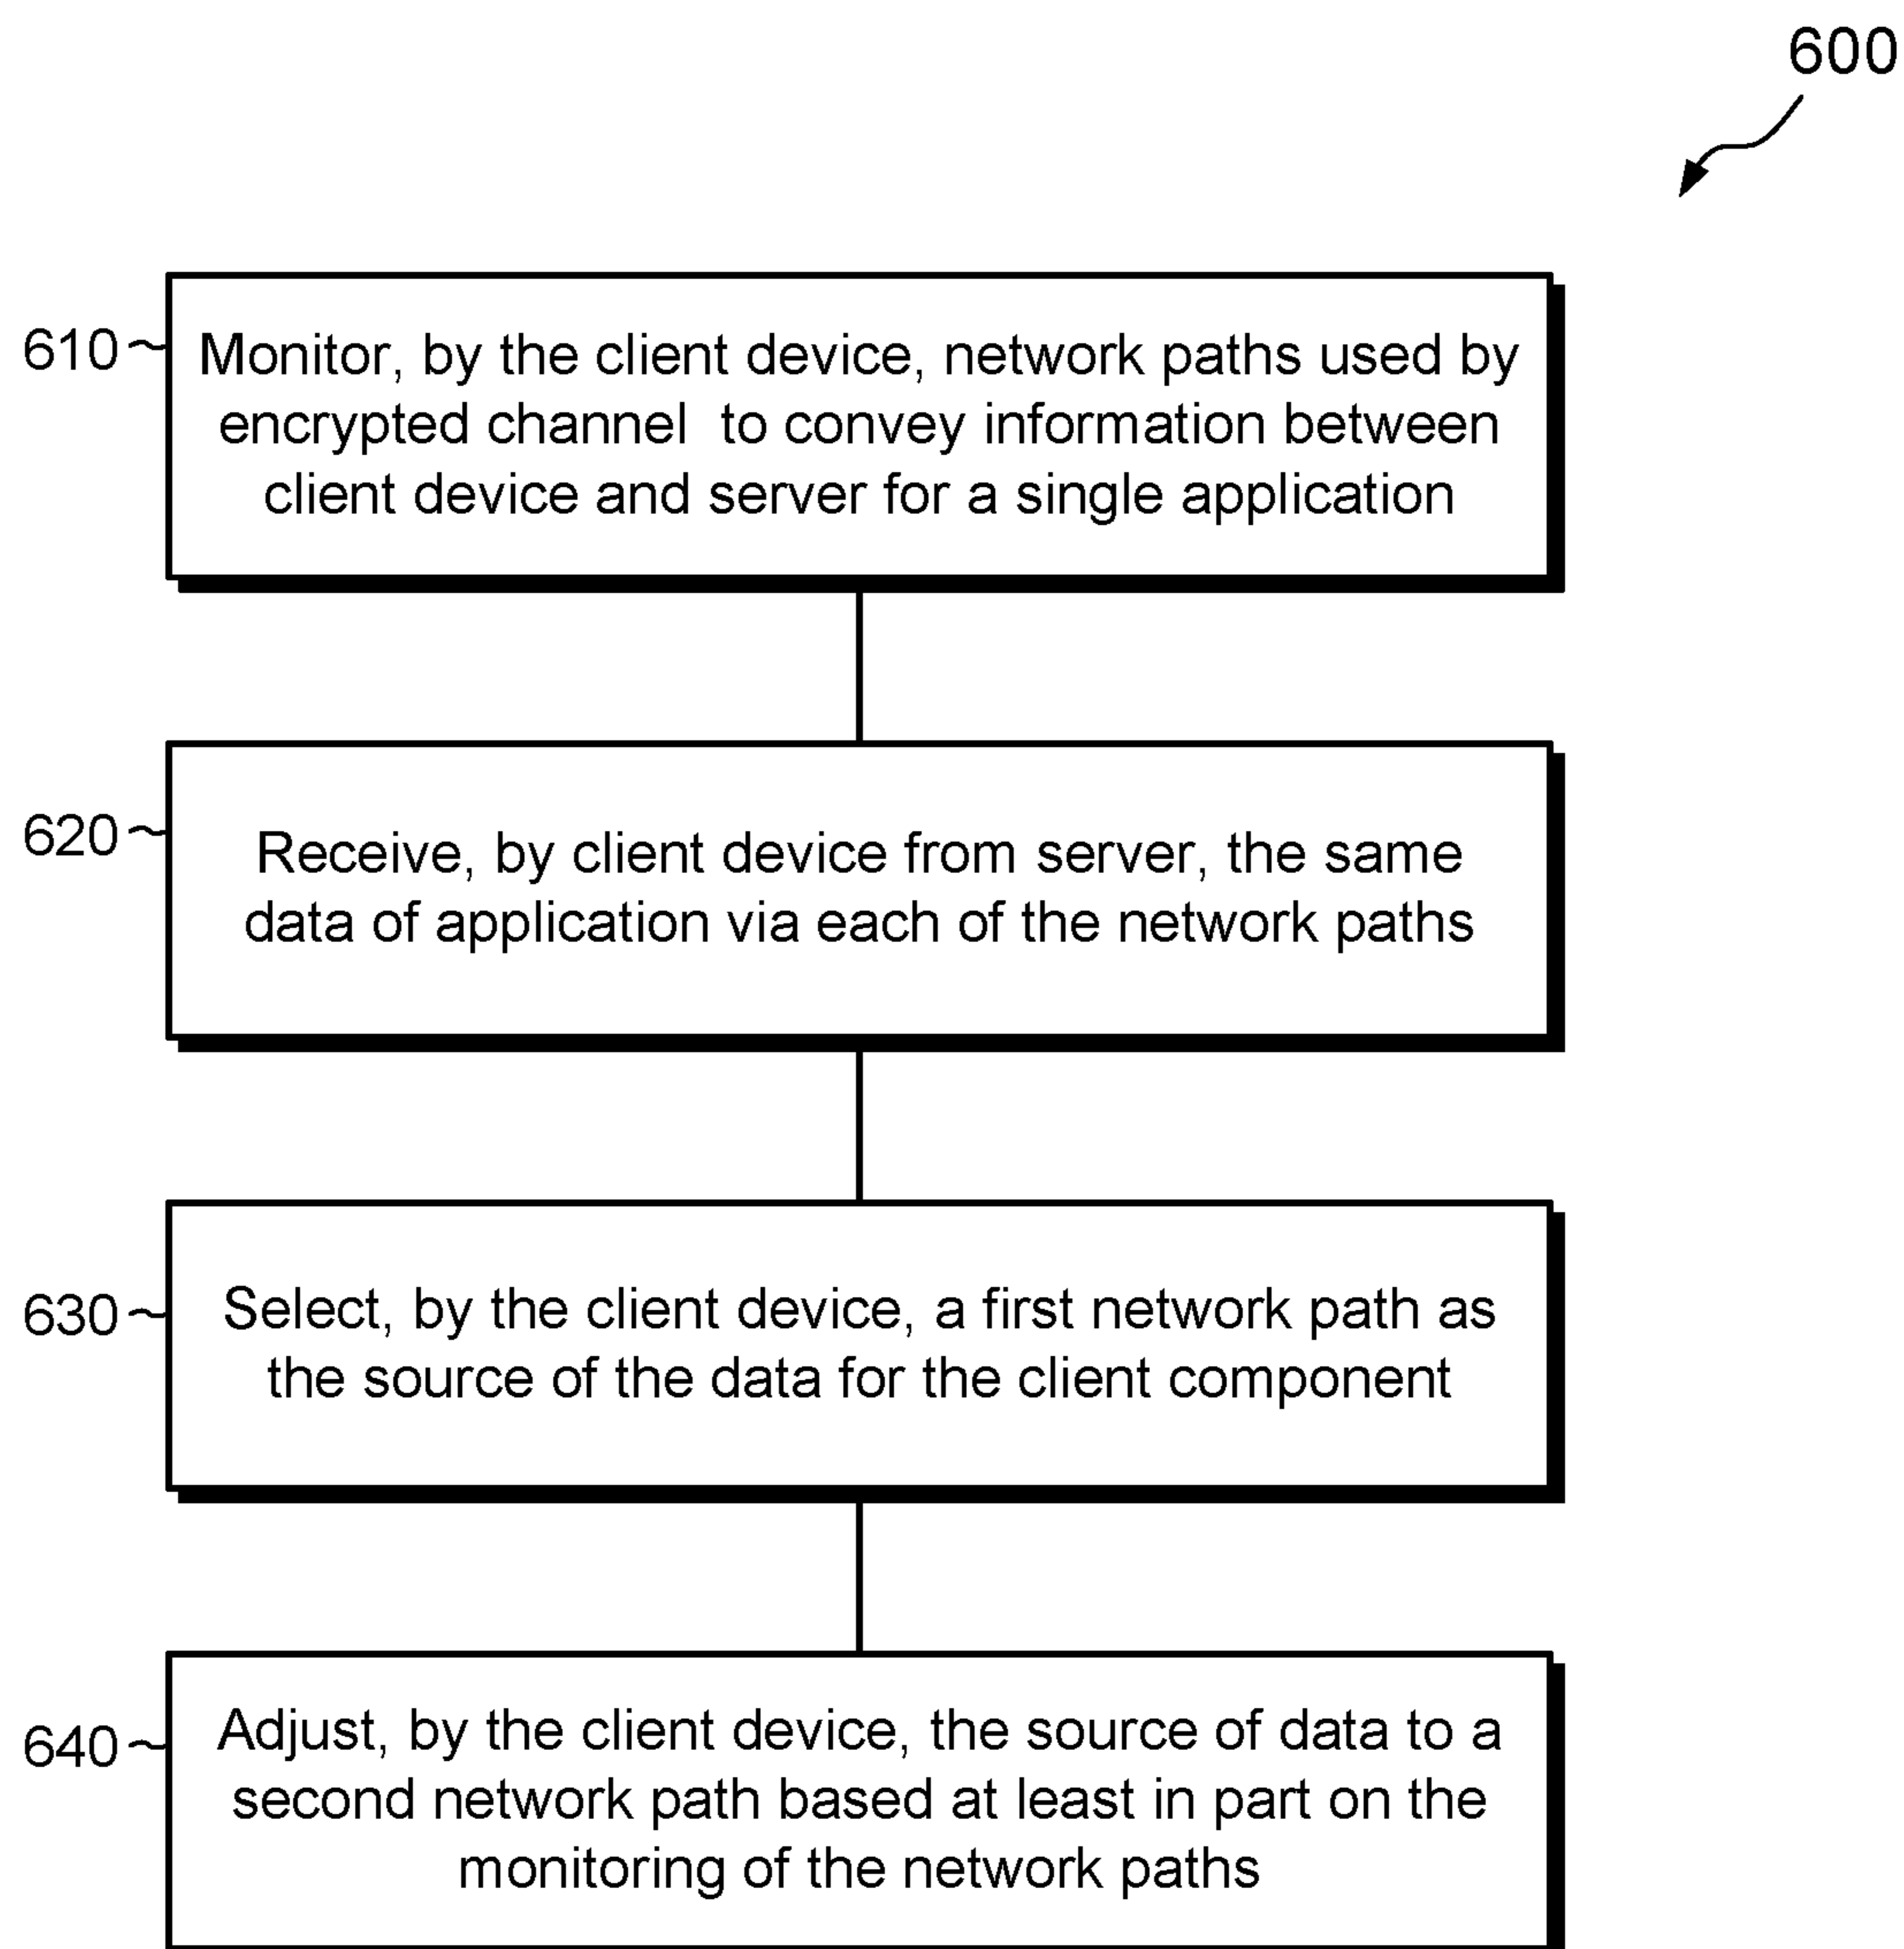 600
610
Monitor, by the client device, network paths used by
encrypted channel to convey information between
client device and server for a single application
620
Receive, by client device from server, the same
data of application via each of the network paths
630
Select, by the client device, a first network path as
the source of the data for the client component
640
Adjust, by the client device, the source of data to a
second network path based at least in part on the
monitoring of the network paths